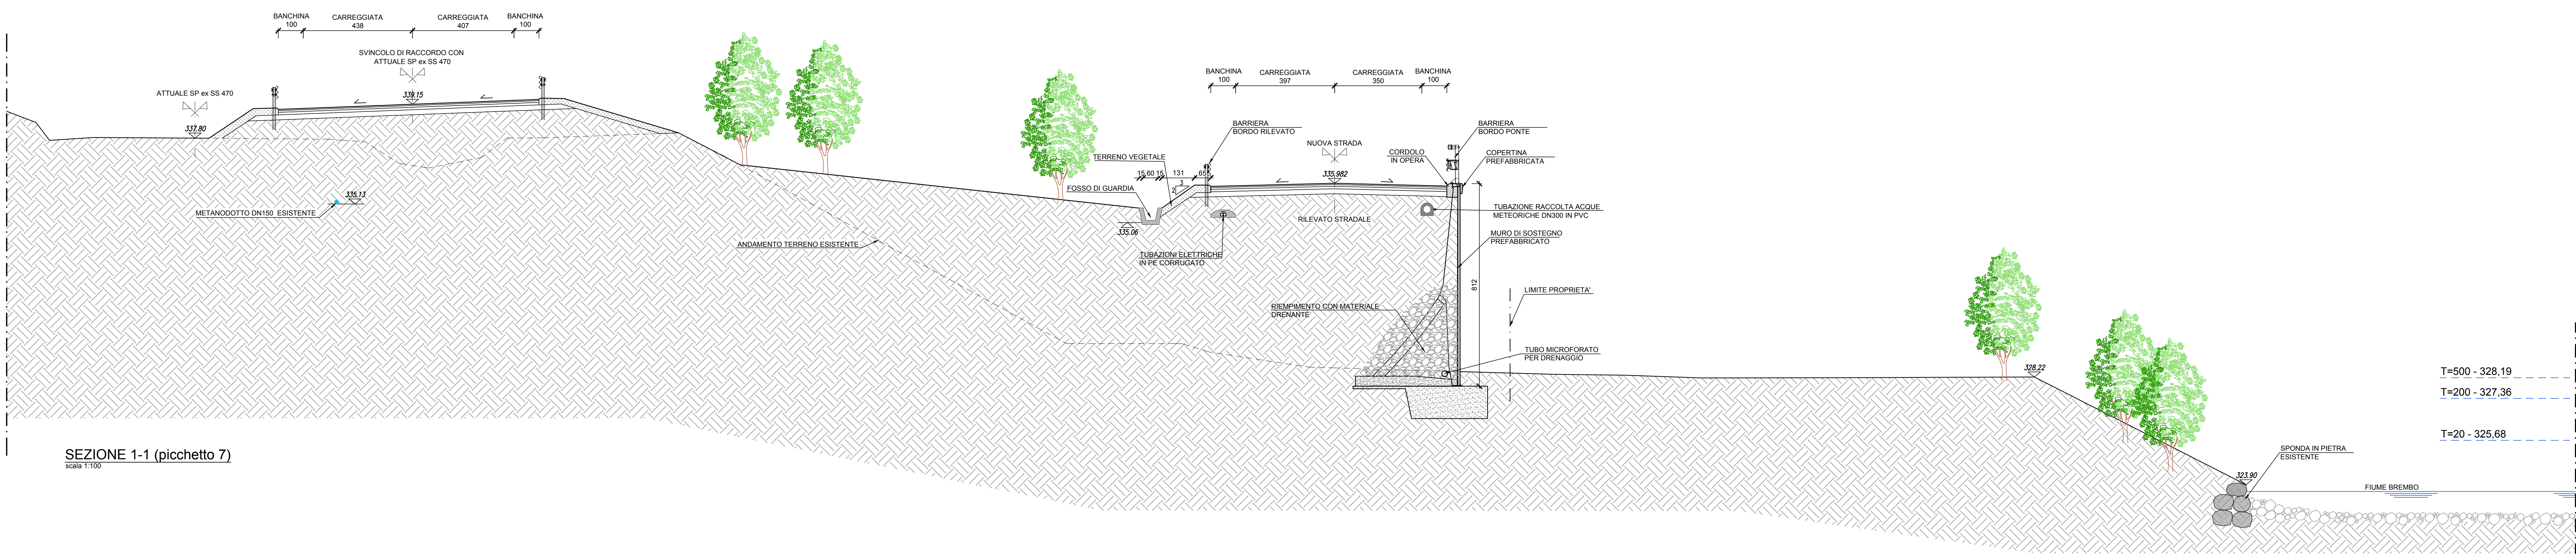 BANCHINA
100
CARREGGIATA
438
CARREGGIATA
407
BANCHINA
100
SVINCOLO DI RACCORDO CON
ATTUALE SP ex SS 470
339.15
ATTUALE SP ex SS 470
337.80
335.13
METANODOTTO DN150 ESISTENTE
ANDAMENTO TERRENO ESISTENTE
BANCHINA
100
CARREGGIATA
397
CARREGGIATA
350
BANCHINA
100
BARRIERA
BORDO RILEVATO
NUOVA STRADA
335.982
BARRIERA
BORDO PONTE
CORDOLO
IN OPERA
COPERTINA
PREFABBRICATA
TERRENO VEGETALE
15 60 15 131 65
3
2
FOSSO DI GUARDIA
335.06
TUBAZIONI ELETTRICHE
IN PE CORRUGATO
RILEVATO STRADALE
TUBAZIONE RACCOLTA ACQUE
METEORICHE DN300 IN PVC
MURO DI SOSTEGNO
PREFABBRICATO
812
LIMITE PROPRIETA'
RIEMPIMENTO CON MATERIALE
DRENANTE
TUBO MICROFORATO
PER DRENAGGIO
328.22
T=500 - 328,19
T=200 - 327,36
T=20 - 325,68
SPONDA IN PIETRA
ESISTENTE
323.90
FIUME BREMBO
SEZIONE 1-1 (picchetto 7)
scala 1:100